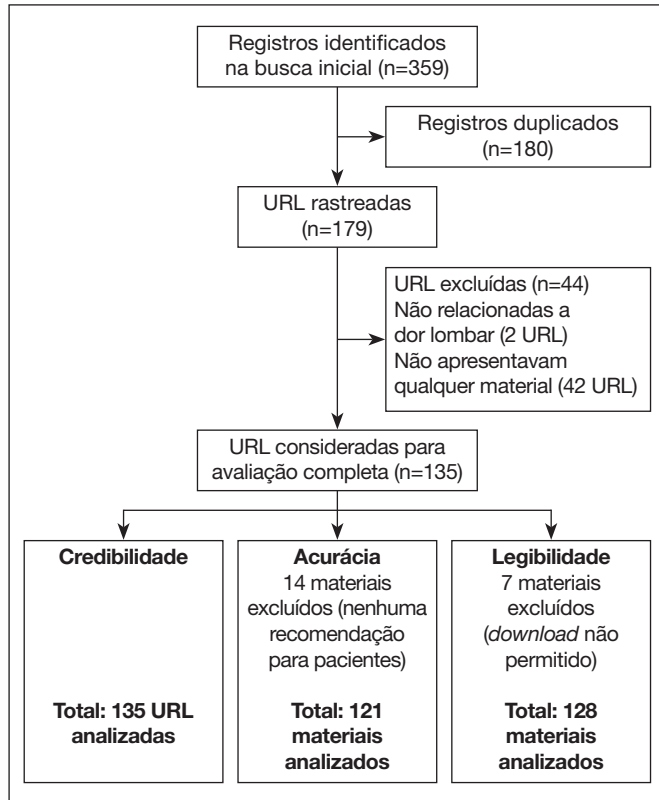 Registros identificados
na busca inicial (n=359)
Registros duplicados
(n=180)
URL rastreadas
(n=179)
URL excluídas (n=44)
Não relacionadas a
dor lombar (2 URL)
Não apresentavam
qualquer material (42 URL)
URL consideradas para
avaliação completa (n=135)
Credibilidade
Total: 135 URL
analizadas
Acurácia
14 materiais
excluídos (nenhuma
recomendação
para pacientes)
Total: 121
materiais
analizados
Legibilidade
7 materiais
excluídos
(download não
permitido)
Total: 128
materiais
analizados